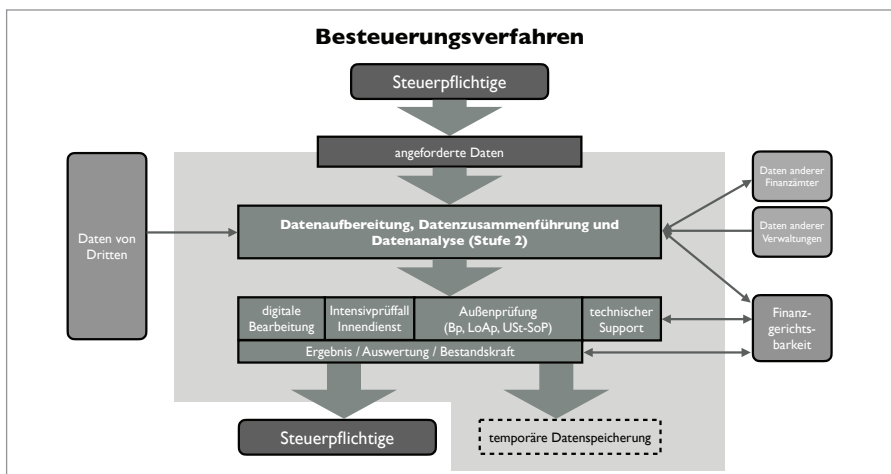 Besteuerungsverfahren
Steuerpflichtige
angeforderte Daten
Daten von
Dritten
Datenaufbereitung, Datenzusammenführung und
Datenanalyse (Stufe 2)
Daten anderer
Finanzämter
Daten anderer
Verwaltungen
digitale
Bearbeitung
Intensivprüffall
Innendienst
Außenprüfung
(Bp, LoAp, USt-SoP)
technischer
Support
Finanz-
gerichts-
barkeit
Ergebnis / Auswertung / Bestandskraft
Steuerpflichtige
temporäre Datenspeicherung